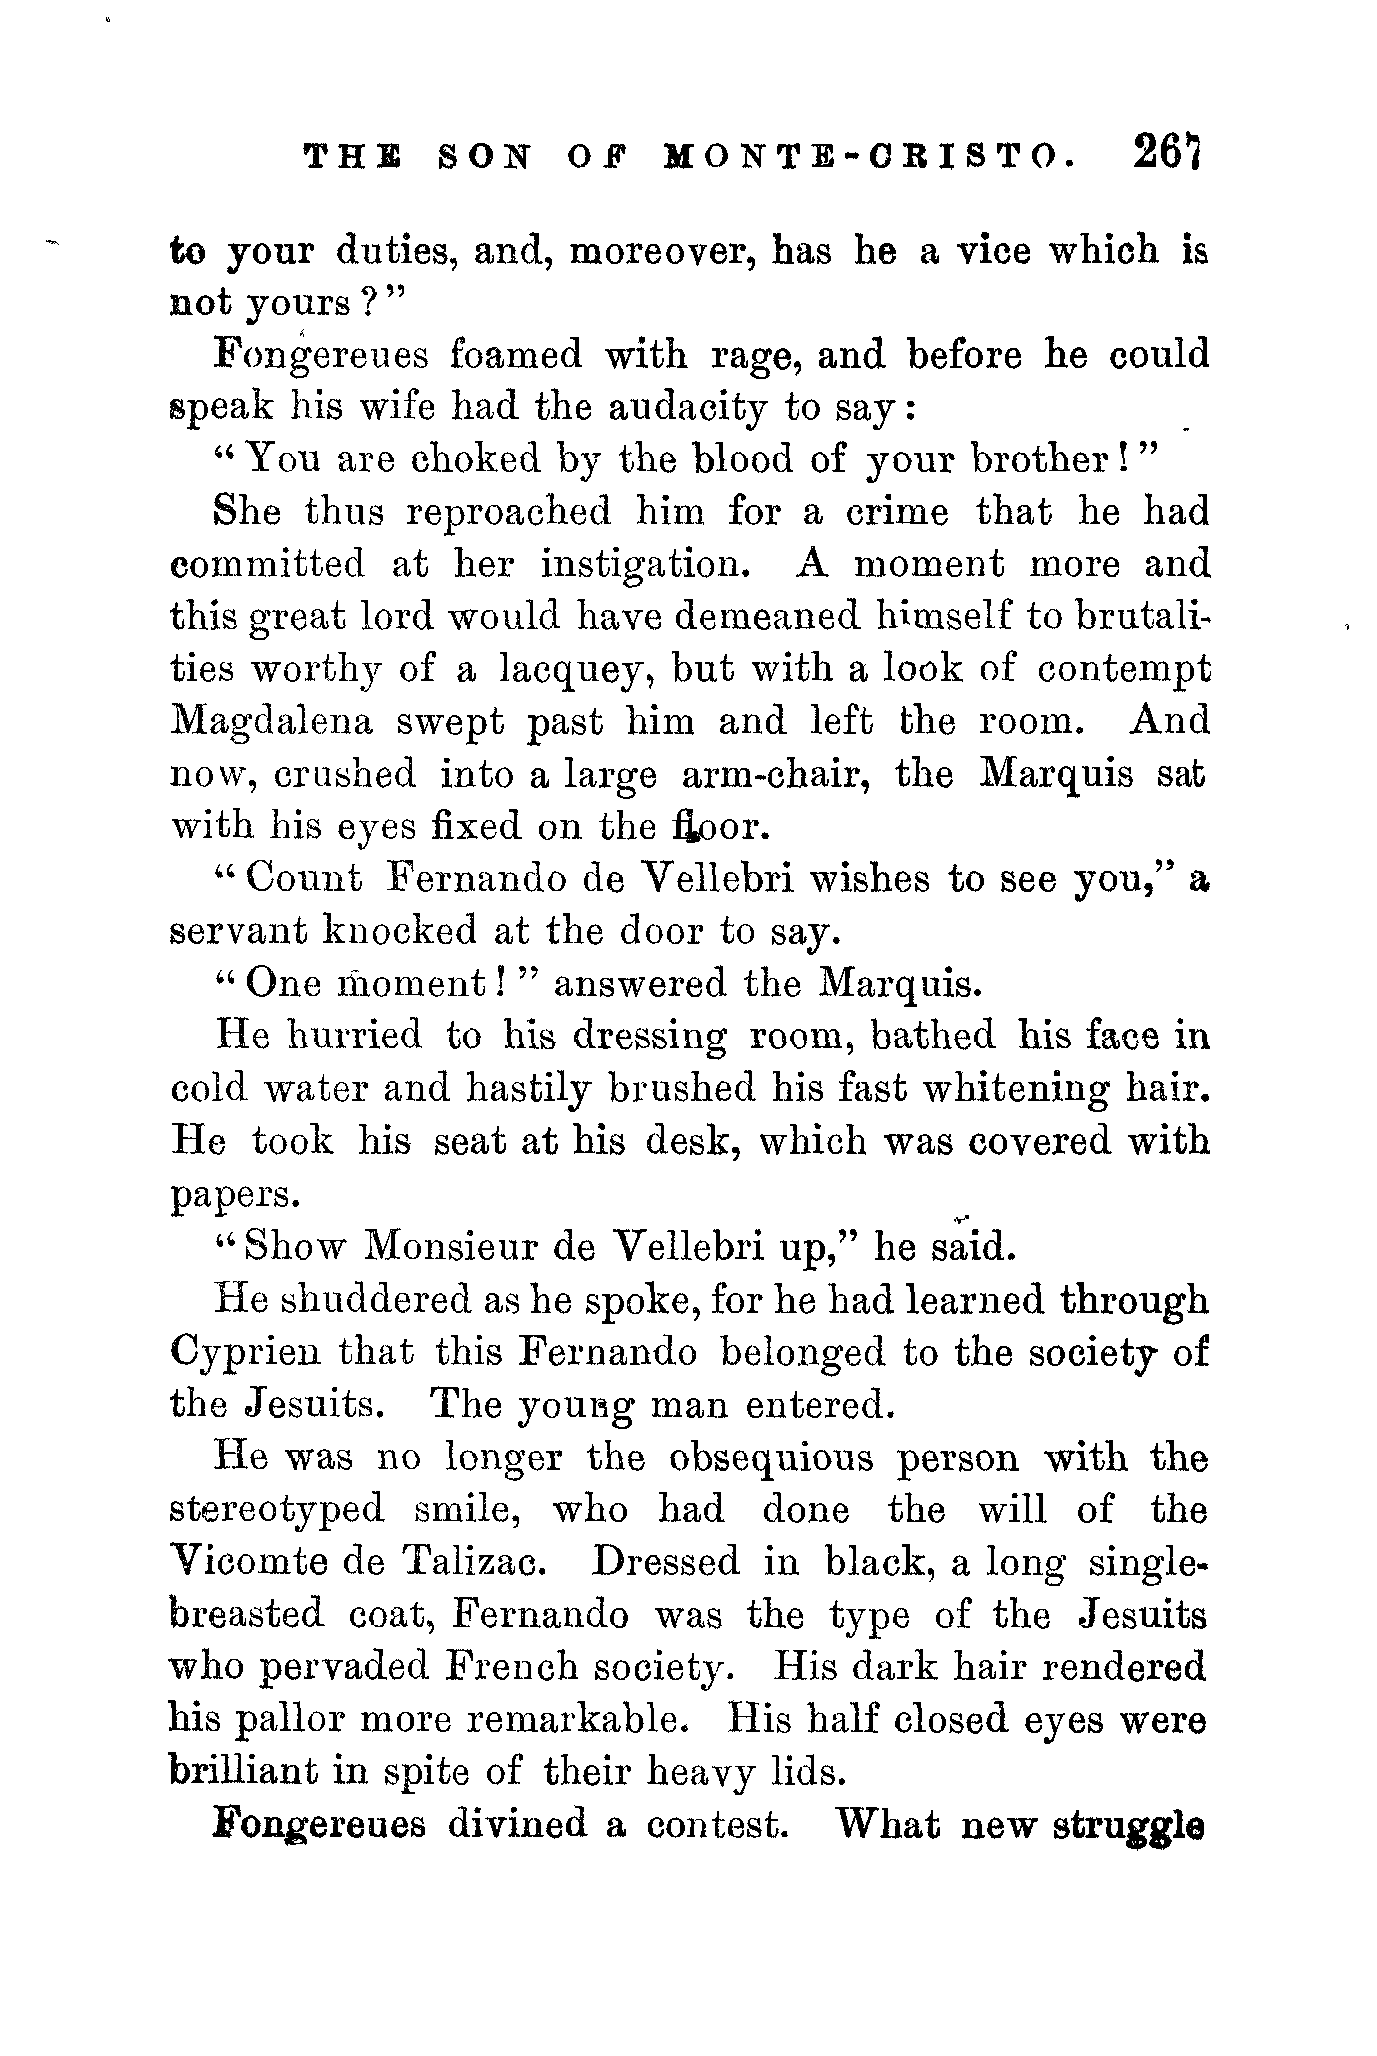 THE SON OF MONTE-CRISTO. 267
to your duties, and, moreover, has he a vice which is
not yours?"
Fongereues foamed with rage, and before he could
speak his wife had the audacity to say:
"You are choked by the blood of your brother!"
She thus reproached him for a crime that he had
committed at her instigation. A moment more and
this great lord would have demeaned himself to brutali-
ties worthy of a lacquey, but with a look of contempt
Magdalena swept past him and left the room. And
now, crushed into a large arm-chair, the Marquis sat
with his eyes fixed on the floor.
"Count Fernando de Vellebri wishes to see you," a
servant knocked at the door to say.
"One moment!" answered the Marquis.
He hurried to his dressing room, bathed his face in
cold water and hastily brushed his fast whitening hair.
He took his seat at his desk, which was covered with
papers.
"Show Monsieur de Vellebri up," he said.
He shuddered as he spoke, for he had learned through
Cyprien that this Fernando belonged to the society of
the Jesuits. The young man entered.
He was no longer the obsequious person with the
stereotyped smile, who had done the will of the
Vicomte de Talizac. Dressed in black, a long single-
breasted coat, Fernando was the type of the Jesuits
who pervaded French society. His dark hair rendered
his pallor more remarkable. His half closed eyes were
brilliant in spite of their heavy lids.
Fongereues divined a contest. What new struggle